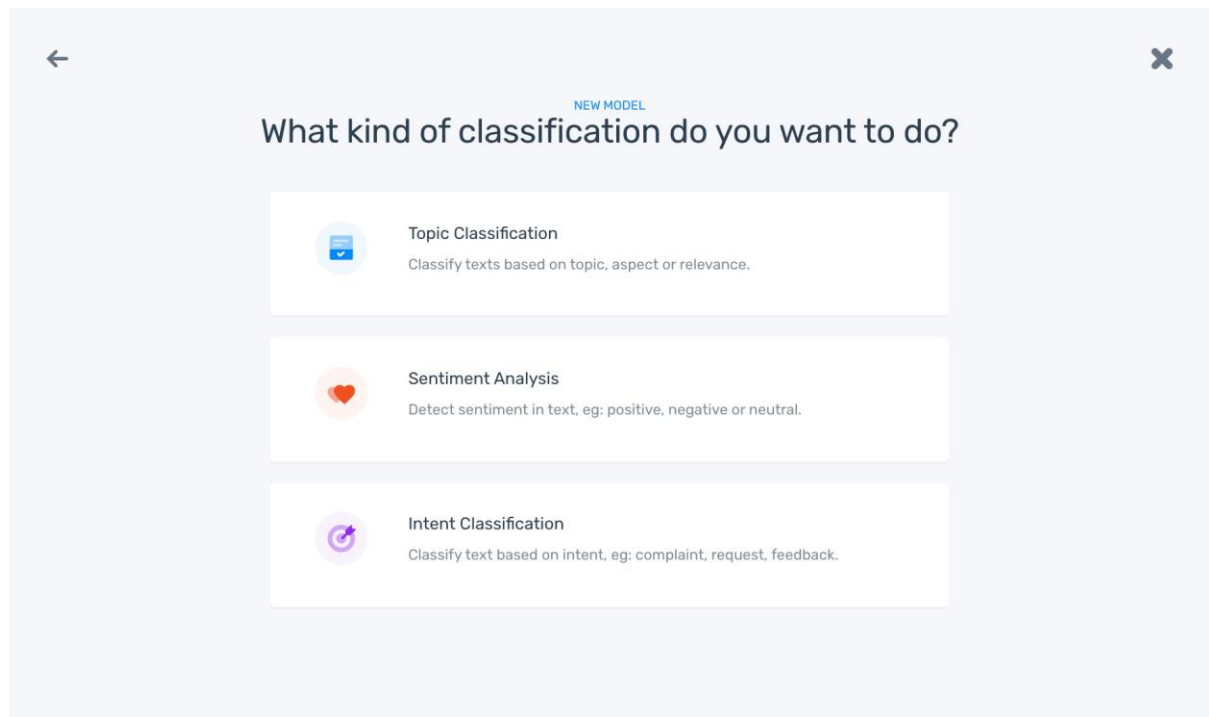 NEW MODEL
What kind of classification do you want to do?
Topic Classification
Classify texts based on topic, aspect or relevance.
Sentiment Analysis
Detect sentiment in text, eg: positive, negative or neutral.
Intent Classification
Classify text based on intent, eg: complaint, request, feedback.